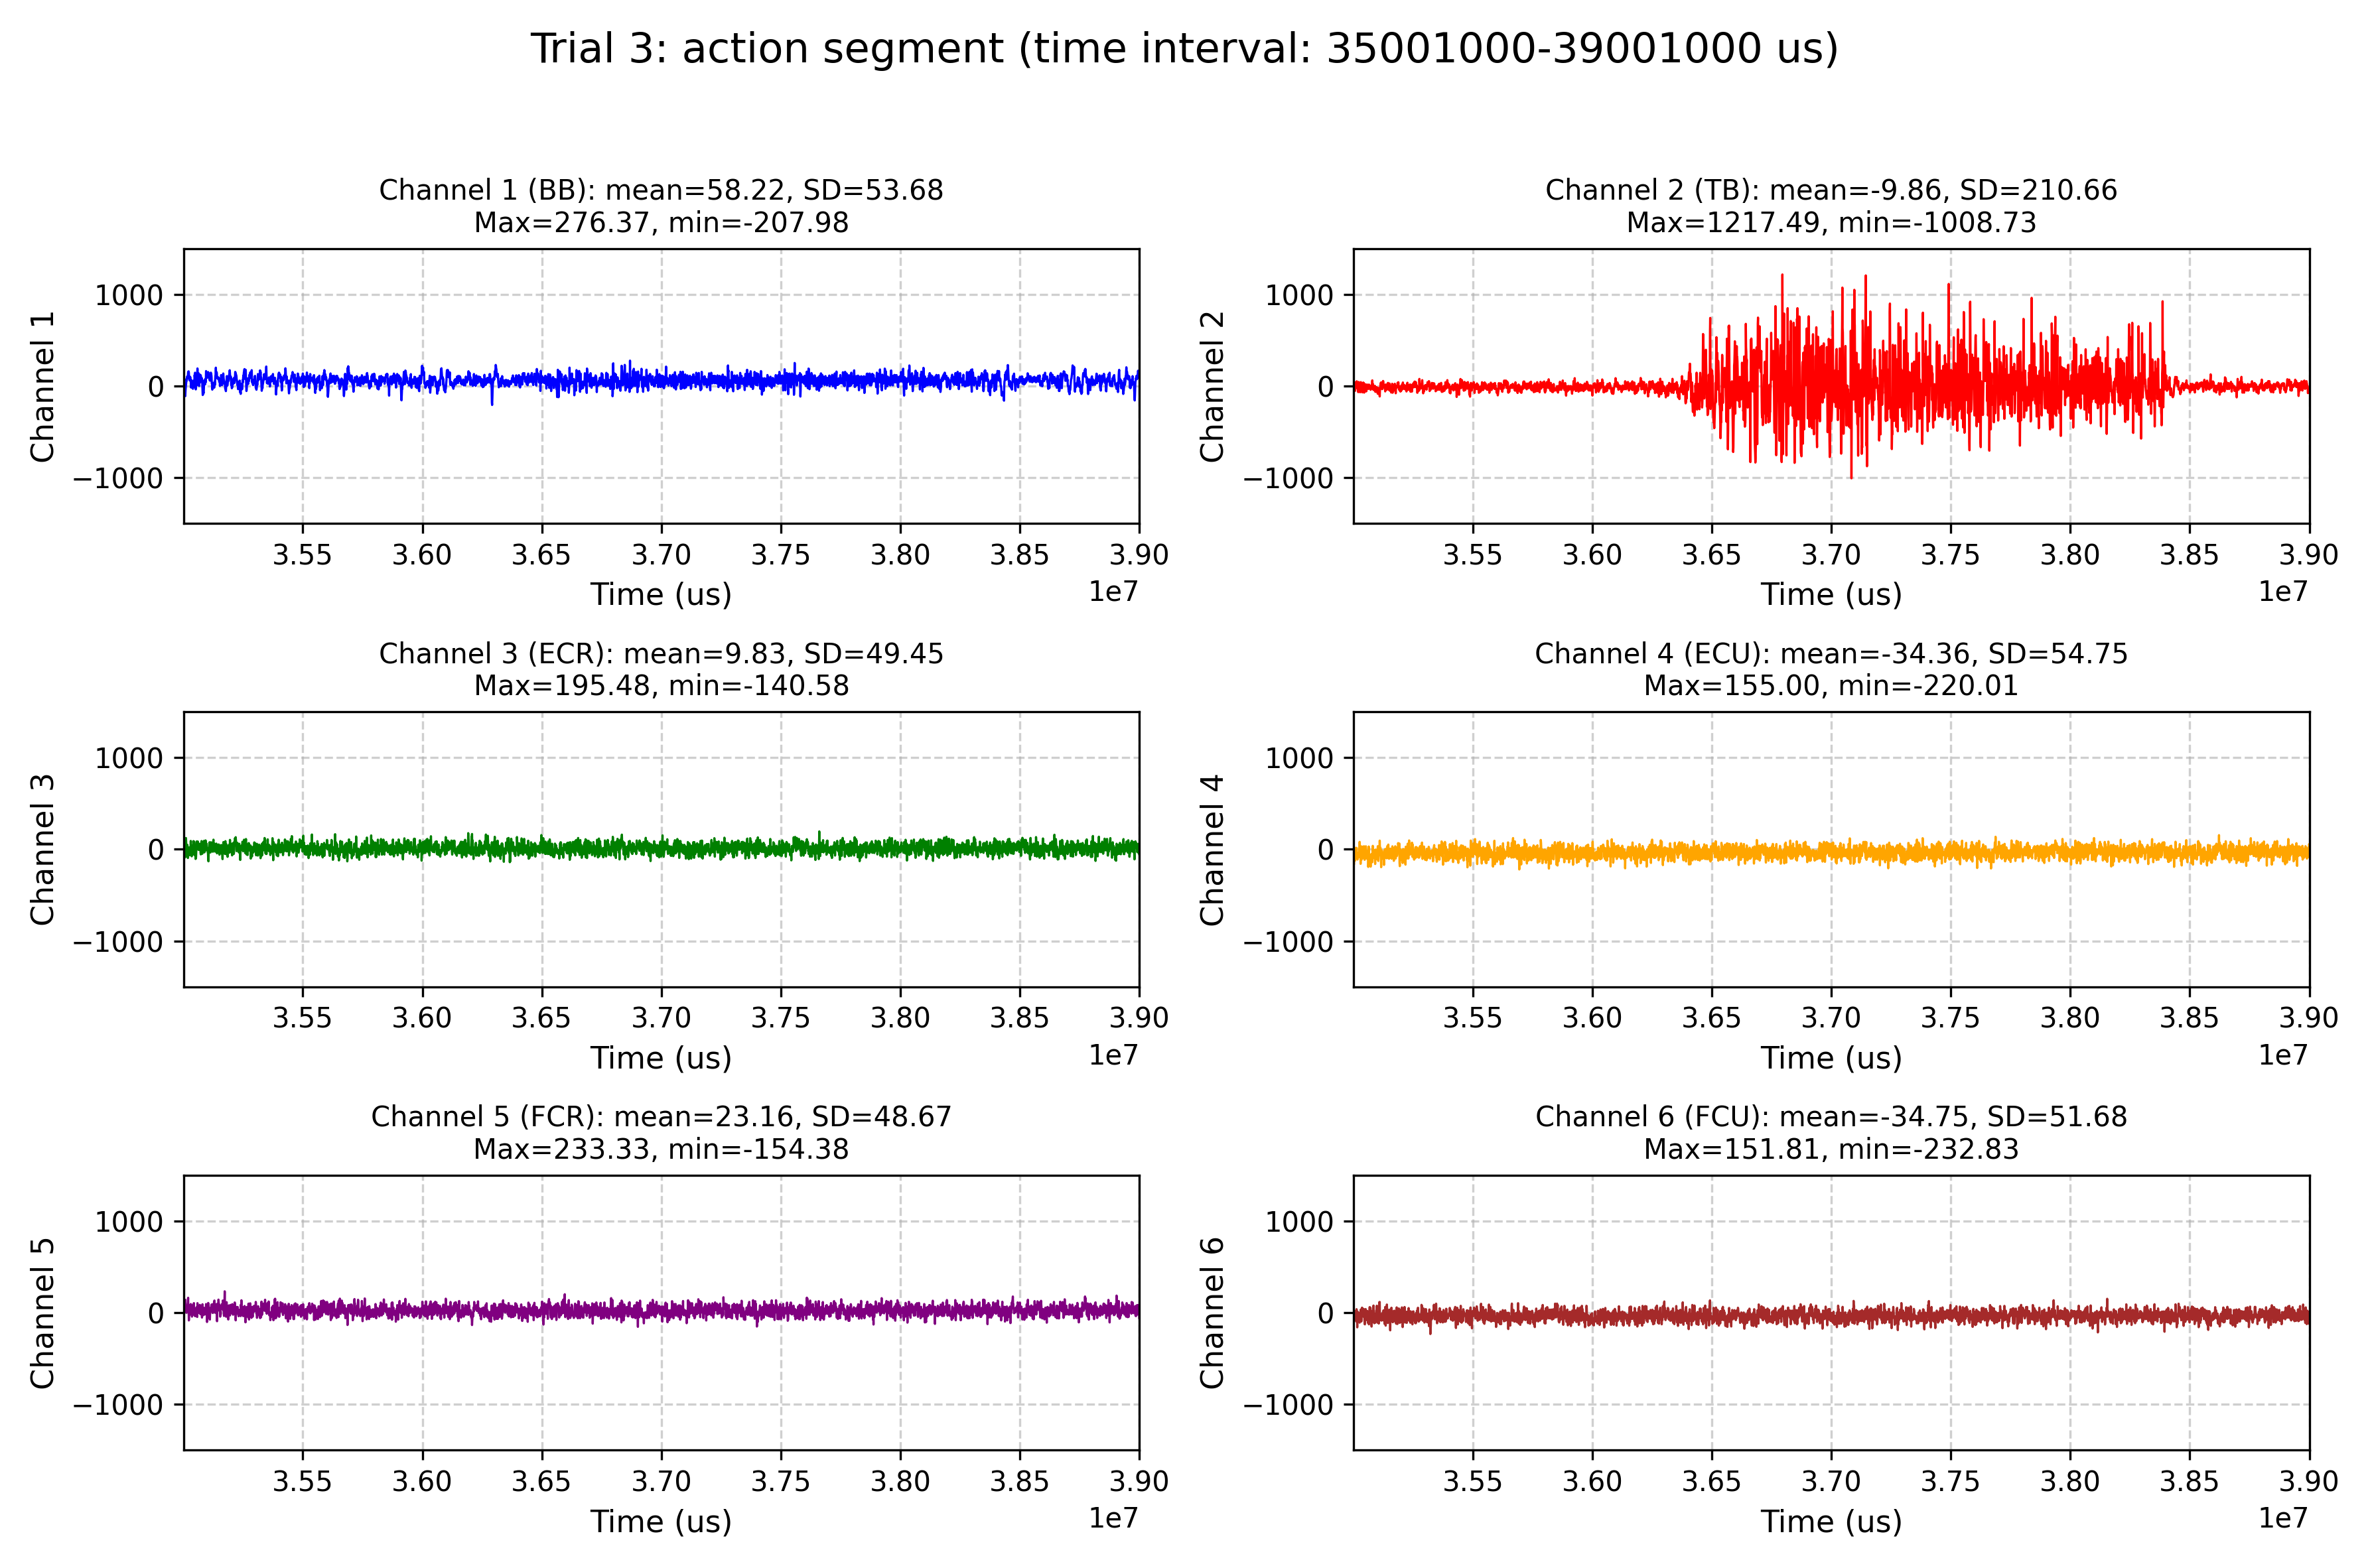 Trial 3: action segment (time interval: 35001000-39001000 us)
Channel 1 (BB): mean=58.22, SD=53.68
Max=276.37, min=-207.98
Channel 1
1000
0
−1000
3.55 3.60 3.65 3.70 3.75 3.80 3.85 3.90
Time (us)
1e7
Channel 2 (TB): mean=-9.86, SD=210.66
Max=1217.49, min=-1008.73
Channel 2
1000
0
−1000
3.55 3.60 3.65 3.70 3.75 3.80 3.85 3.90
Time (us)
1e7
Channel 3 (ECR): mean=9.83, SD=49.45
Max=195.48, min=-140.58
Channel 3
1000
0
−1000
3.55 3.60 3.65 3.70 3.75 3.80 3.85 3.90
Time (us)
1e7
Channel 4 (ECU): mean=-34.36, SD=54.75
Max=155.00, min=-220.01
Channel 4
1000
0
−1000
3.55 3.60 3.65 3.70 3.75 3.80 3.85 3.90
Time (us)
1e7
Channel 5 (FCR): mean=23.16, SD=48.67
Max=233.33, min=-154.38
Channel 5
1000
0
−1000
3.55 3.60 3.65 3.70 3.75 3.80 3.85 3.90
Time (us)
1e7
Channel 6 (FCU): mean=-34.75, SD=51.68
Max=151.81, min=-232.83
Channel 6
1000
0
−1000
3.55 3.60 3.65 3.70 3.75 3.80 3.85 3.90
Time (us)
1e7